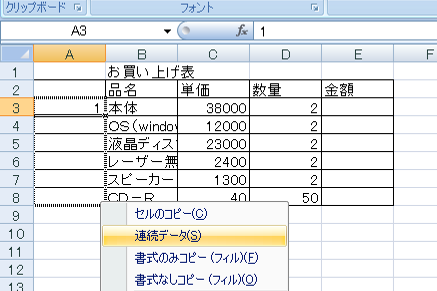 クリップボード フォント
A3 fx 1
A B C D E F
1 お買い上げ表
2 品名 単価 数量 金額
3 1 本体 38000 2
4 OS(windo 12000 2
5 液晶ディス 23000 2
6 レーザー無 2400 2
7 スピーカー 1300 2
8 CD-R 40 50
9
10
11
12
13
セルのコピー(C)
連続データ(S)
書式のみコピー(フィル)(F)
書式なしコピー(フィル)(O)